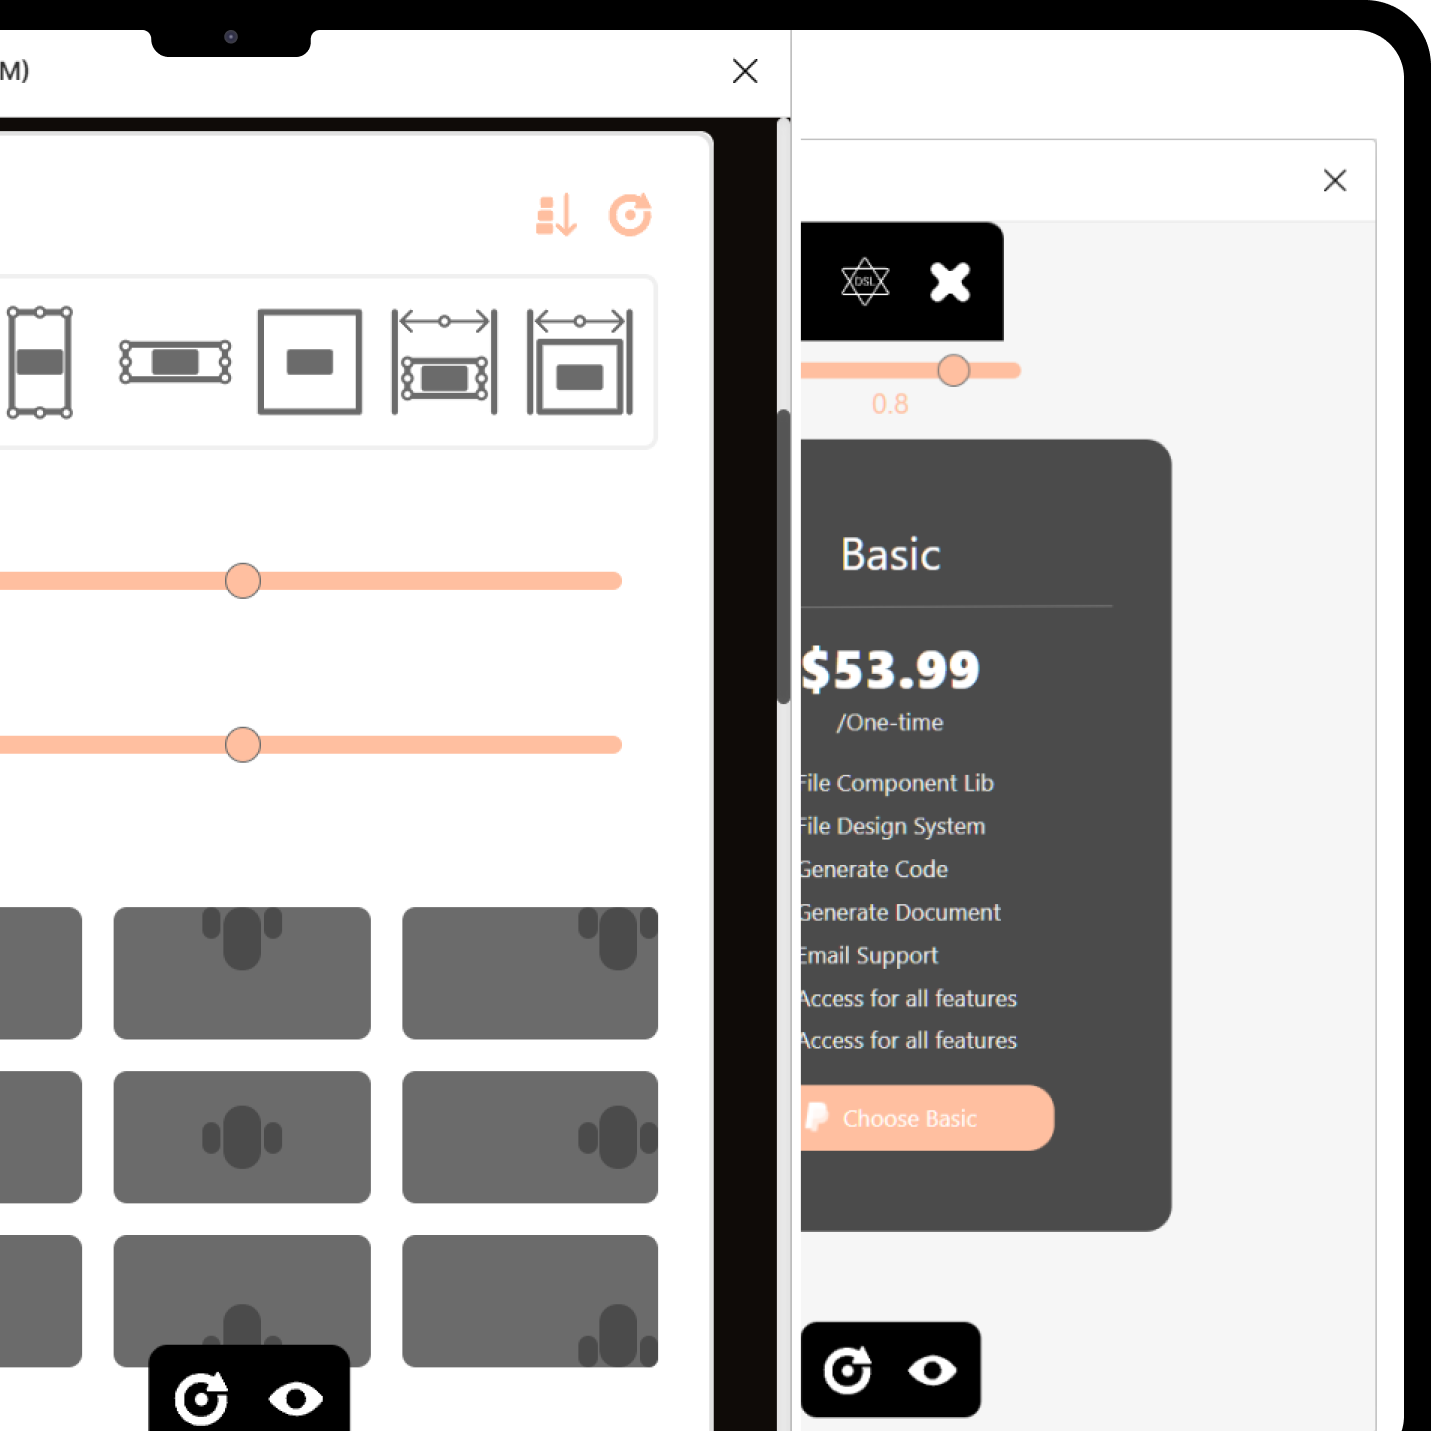 M)
DSL
0.8
Basic
$53.99
/One-time
File Component Lib
File Design System
Generate Code
Generate Document
Email Support
Access for all features
Access for all features
Choose Basic